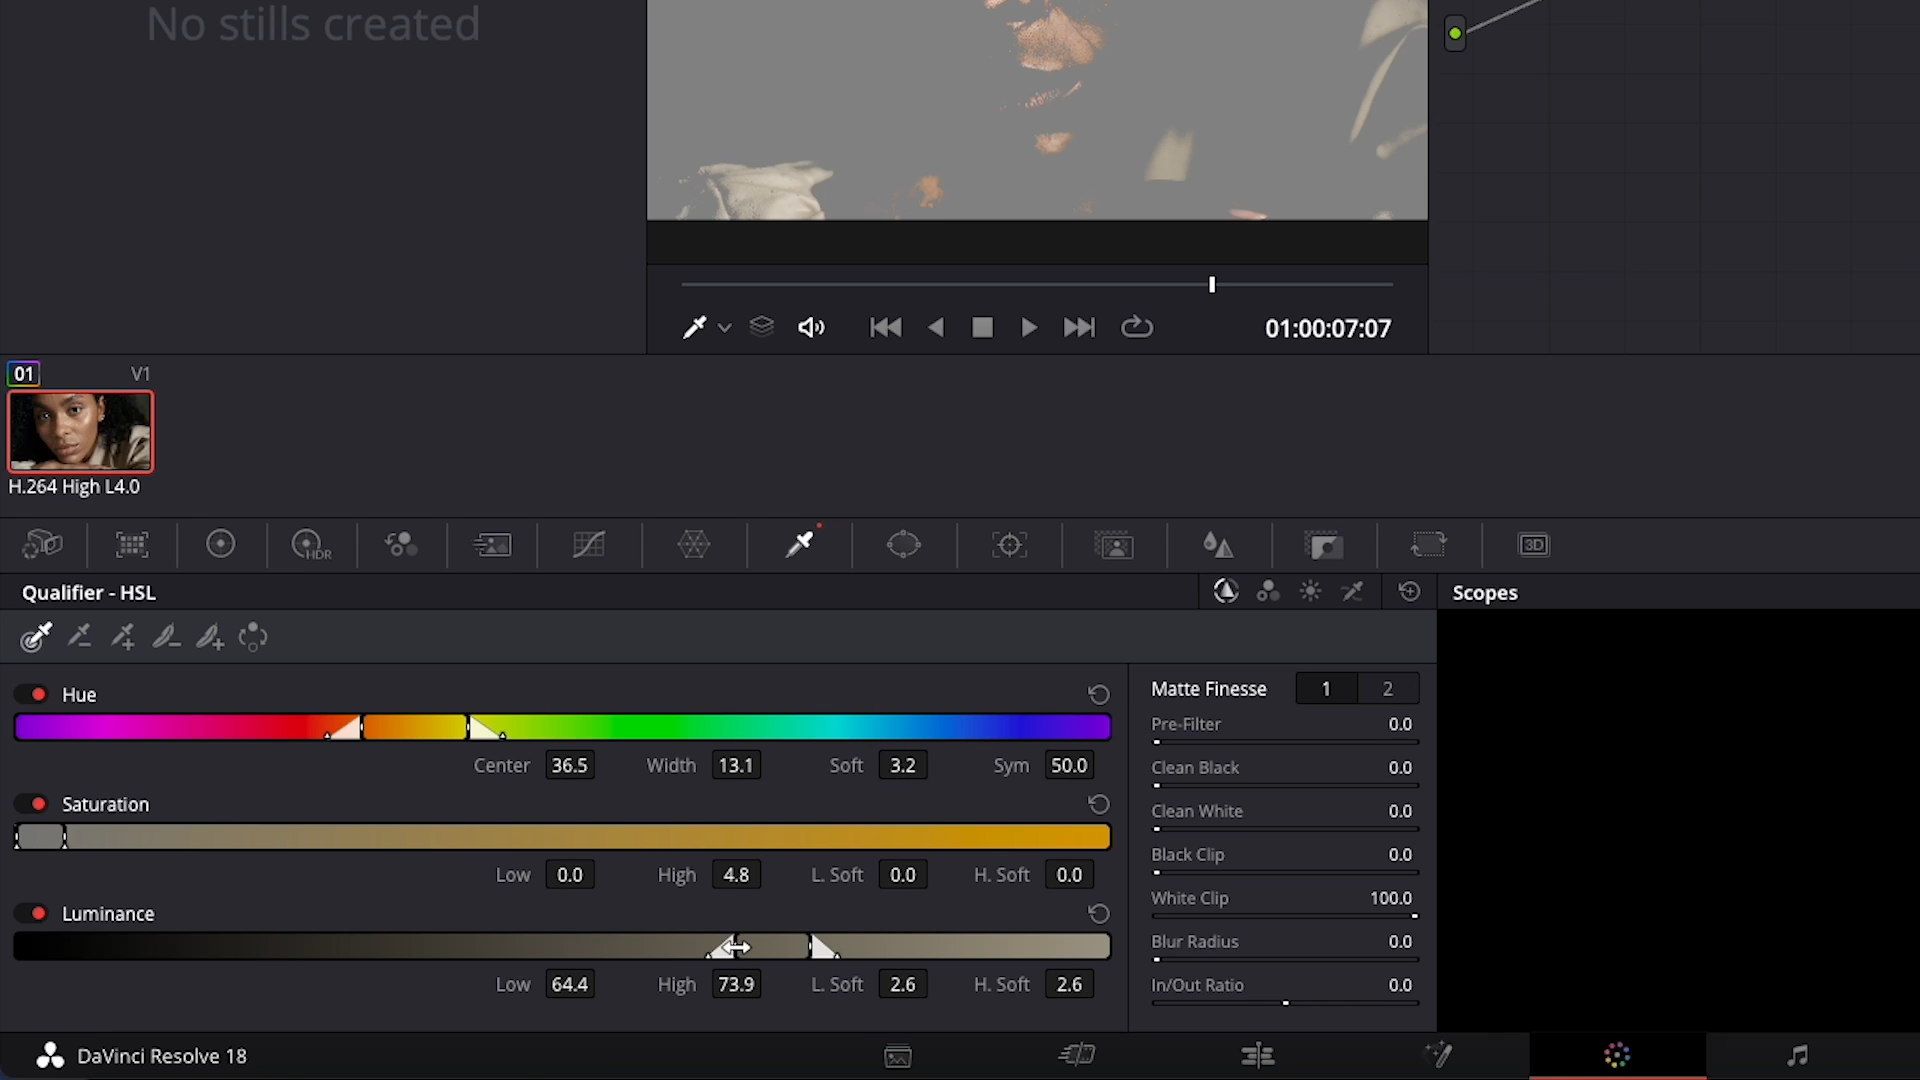 No stills created
01:00:07:07
01 V1
H.264 High L4.0
HDR
3D
Qualifier - HSL
Scopes
Hue
Center 36.5 Width 13.1 Soft 3.2 Sym 50.0
Saturation
Low 0.0 High 4.8 L. Soft 0.0 H. Soft 0.0
Luminance
Low 64.4 High 73.9 L. Soft 2.6 H. Soft 2.6
Matte Finesse 1 2
Pre-Filter 0.0
Clean Black 0.0
Clean White 0.0
Black Clip 0.0
White Clip 100.0
Blur Radius 0.0
In/Out Ratio 0.0
DaVinci Resolve 18